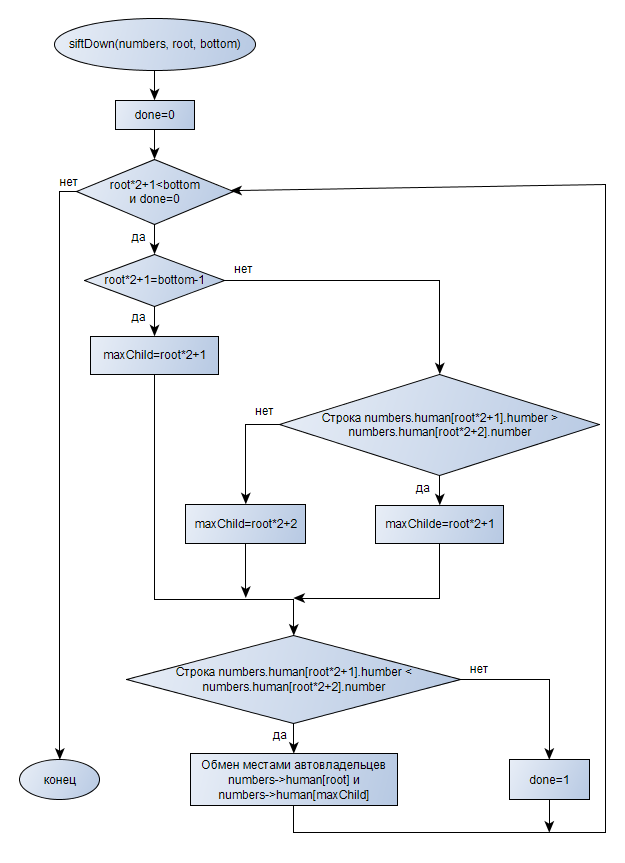 siftDown(numbers, root, bottom)
done=0
нет
root*2+1<bottom
и done=0
да
root*2+1=bottom-1
нет
да
maxChild=root*2+1
нет
Строка numbers.human[root*2+1].humber >
numbers.human[root*2+2].number
да
maxChild=root*2+2
maxChilde=root*2+1
Строка numbers.human[root*2+1].humber <
numbers.human[root*2+2].number
нет
да
Обмен местами автовладельцев
numbers->human[root] и
numbers->human[maxChild]
конец
done=1